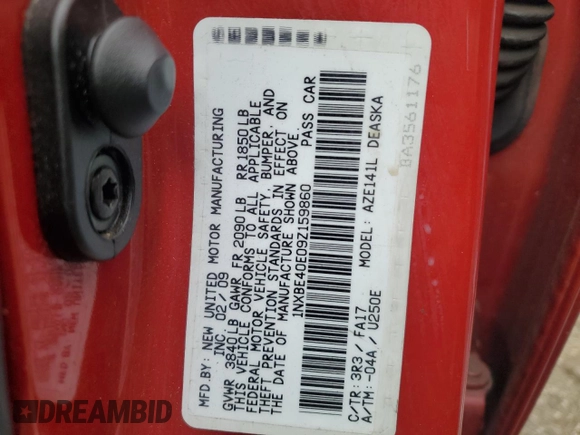 MFD. BY: NEW UNITED MOTOR MANUFACTURING
INC. 02/09
GVWR 3840LB GAWR FR 2090LB RR1850LB
THIS VEHICLE CONFORMS TO ALL APPLICABLE
FEDERAL MOTOR VEHICLE SAFETY, BUMPER, AND
THEFT PREVENTION STANDARDS IN EFFECT ON
THE DATE OF MANUFACTURE SHOWN ABOVE.
1NXBE40E09Z159860 PASS CAR
MODEL: AZE141L DEASKA
C/TR: 3R3 / FA17
A/TM: -04A / U250E
BA3561176
DREAMBID